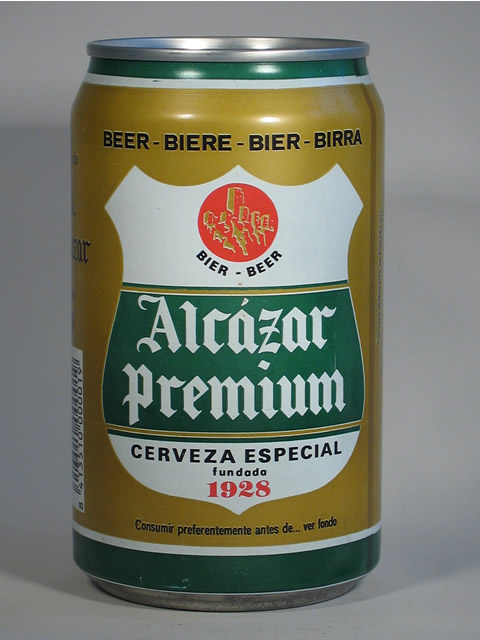 BEER - BIERE - BIER - BIRRA
BIER - BEER
Alcázar
Premium
CERVEZA ESPECIAL
fundada
1928
Consumir preferentemente antes de... ver fondo